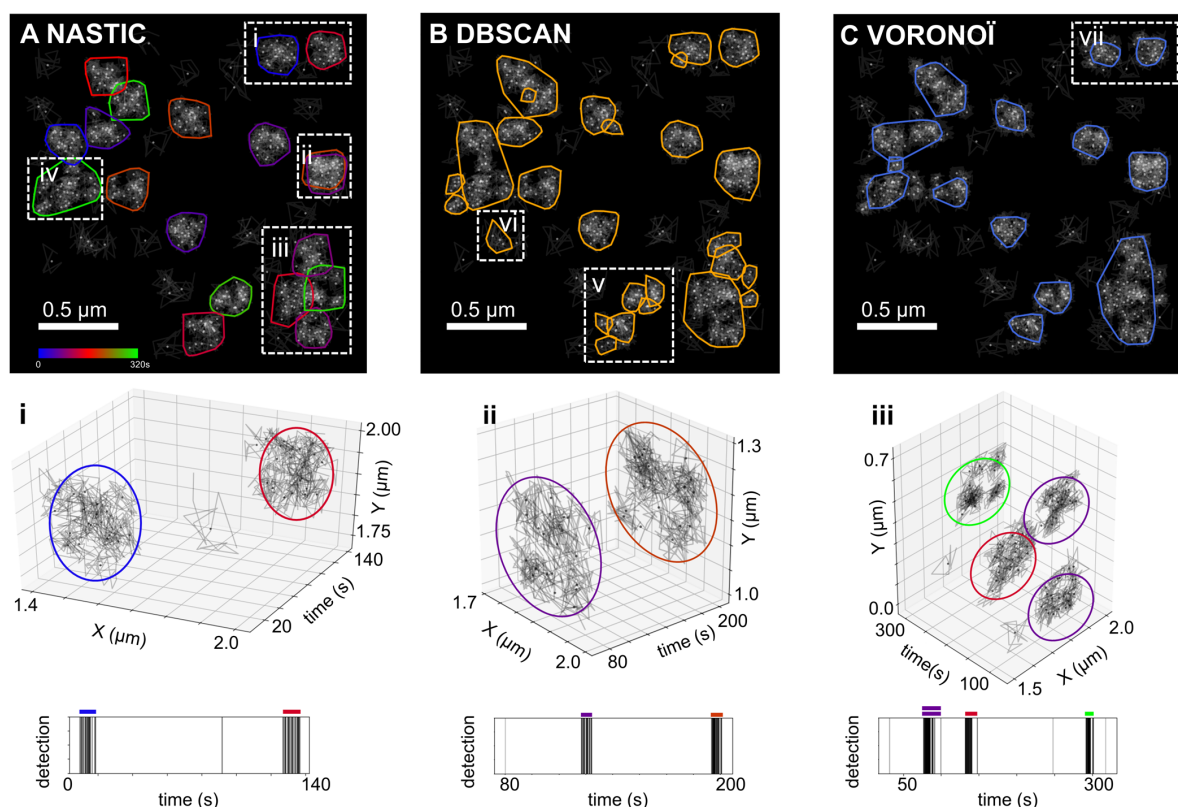 A NASTIC
i
ii
iii
iv
0.5 µm
0
320s
B DBSCAN
vi
v
0.5 µm
C VORONOÏ
vii
0.5 µm
i
2.00
Y (µm)
1.75
140
time (s)
20
1.4
X (µm)
2.0
detection
0
140
time (s)
ii
1.3
Y (µm)
1.0
200
time (s)
80
1.7
X (µm)
2.0
detection
80
200
time (s)
iii
0.7
Y (µm)
0.0
300
time(s)
100
2.0
X (µm)
1.5
detection
50
300
time (s)